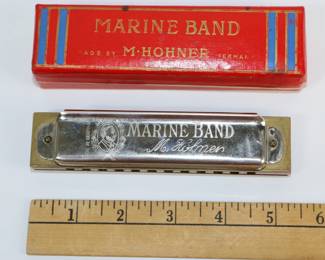 MARINE BAND
M. HOHNER
MARINE BAND
M. Hohner
1 2 3 4 5 6